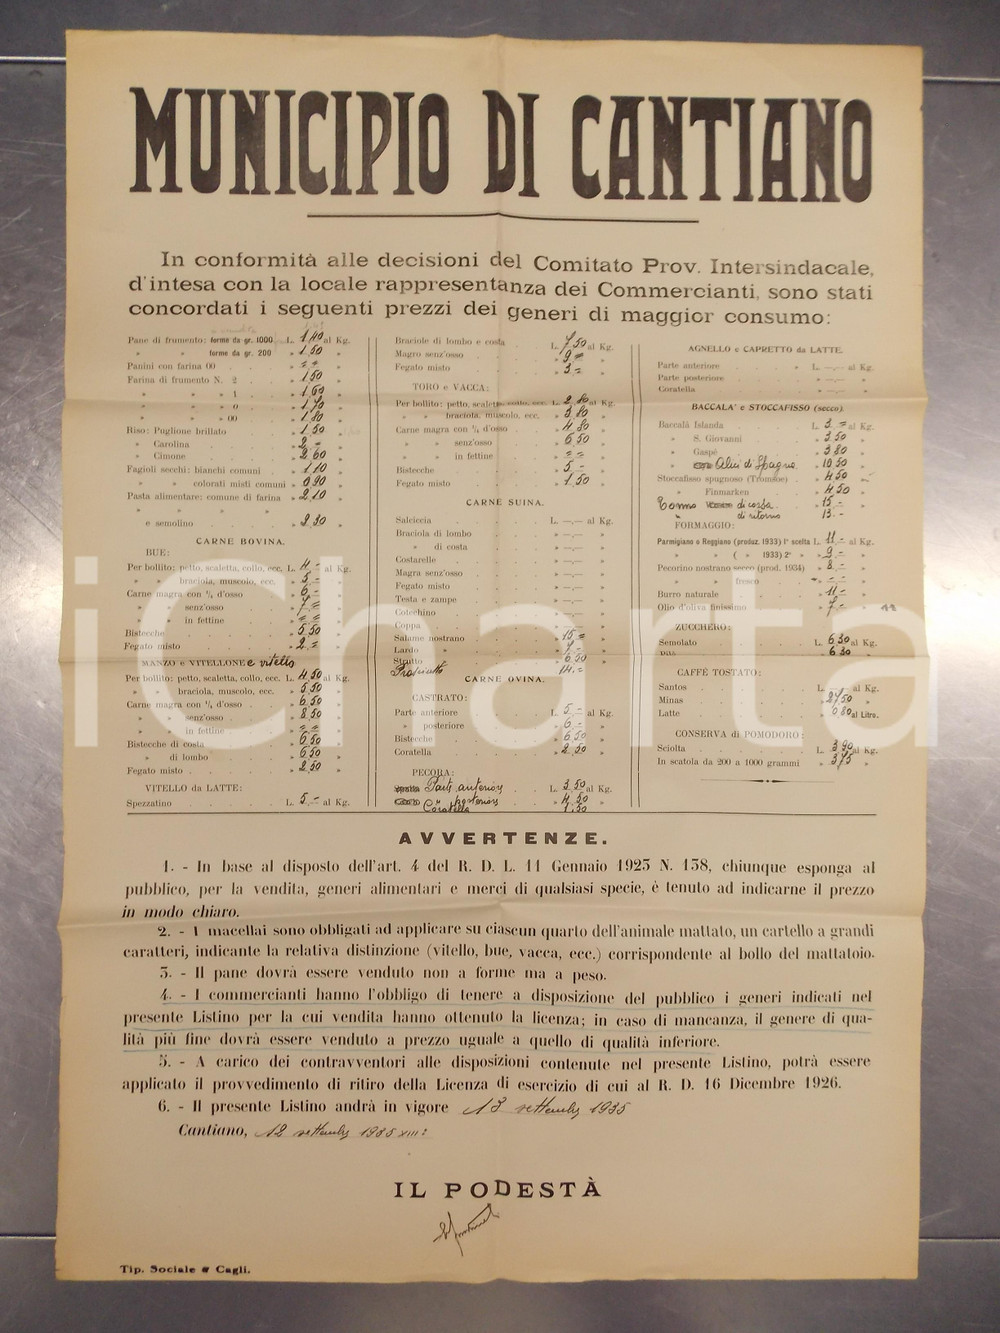 MUNICIPIO DI CANTIANO
In conformità alle decisioni del Comitato Prov. Intersindacale,
d'intesa con la locale rappresentanza dei Commercianti, sono stati
concordati i seguenti prezzi dei generi di maggior consumo:
Pane di frumento: forme da gr. 1000 L. 1,40 al Kg.
» » forme da gr. 200 » 1,50 »
Panini con farina 00 » = = »
Farina di frumento N. 2 » 1,50 »
» » » 1 » 1,60 »
» » » 0 » 1,70 »
» » » 00 » 1,80 »
Riso: Puglione brillato » 1,50 »
» Carolina » 2 - »
» Cimone » 2,60 »
Fagioli secchi: bianchi comuni » 1,10 »
» » colorati misti comuni » 0,90 »
Pasta alimentare: comune di farina » 2,10 »
» » »
e semolino » 2,30 »
CARNE BOVINA.
BUE:
Per bollito: petto, scaletta, collo, ecc. L. 4,- al Kg.
» braciola, muscolo, ecc. » 5 - »
Carne magra con ¼ d'osso » 6 - »
» » senz'osso » 7 = »
» » in fettine » = = »
Bistecche » 5,50 »
Fegato misto » 2 = »
MANZO e VITELLONE e vitello
Per bollito: petto, scaletta, collo, ecc. L. 4,50 al Kg.
» » braciola, muscolo, ecc. » 5,50 »
Carne magra con ¼ d'osso » 6,50 »
» » senz'osso » 8,50 »
» » in fettine » = = »
Bistecche di costa » 6,50 »
» di lombo » 6,50 »
Fegato misto » 2,50 »
VITELLO da LATTE:
Spezzatino L. 5,- al Kg.
Braciole di lombo e costa L. 7,50 al Kg.
Magro senz'osso » 9 = »
Fegato misto » 3 = »
TORO e VACCA:
Per bollito: petto, scaletta, collo, ecc. L. 2,80 al Kg.
» » braciola, muscolo, ecc. » 3,80 »
Carne magra con ¼ d'osso » 4,80 »
» » senz'osso » 6,50 »
» » in fettine » = = »
Bistecche » 5 - »
Fegato misto » 1,50 »
CARNE SUINA.
Salciccia L. —,— al Kg.
Braciola di lombo » —,— »
» di costa » —,— »
Costarelle » —,— »
Magra senz'osso » —,— »
Fegato misto » —,— »
Testa e zampe » —,— »
Cotechino » —,— »
Coppa » —,— »
Salame nostrano » 15 = »
Lardo » 7 - »
Strutto » 6,90 »
Prosciutto 14. =
CARNE OVINA.
CASTRATO:
Parte anteriore L. 5 - al Kg.
» posteriore » 6 - »
Bistecche » 6,50 »
Coratella » 2,50 »
PECORA:
Parti anteriori L. 3,50 al Kg.
» posteriori » 4,50 »
Coratella 1,50
AGNELLO e CAPRETTO da LATTE.
Parte anteriore L. —,— al Kg.
Parte posteriore » —,— »
Coratella » —,— »
BACCALA' e STOCCAFISSO (secco)
Baccalà Islanda L. 3 = al Kg.
» S. Giovanni » 3,50 »
» Gaspé » 3,80 »
» Alici di Spagna » 10,50 »
Stoccafisso spugnoso (Tromsoe) » 4,50 »
» Finmarken » 4,50 »
Tonno di corsa » 15 - »
» di ritorno » 13 - »
FORMAGGIO:
Parmigiano o Reggiano (produz. 1933) 1ª scelta L. 11 - al Kg.
» » ( » 1933) 2ª » » 9 - »
Pecorino nostrano secco (prod. 1934) » 8 - »
» » fresco » - - »
Burro naturale » 11 - »
Olio d'oliva finissimo » 7 - »
ZUCCHERO:
Semolato L. 6,30 al Kg.
Pilè » 6,30 »
CAFFÈ TOSTATO:
Santos L. —,— al Kg.
Minas » 27,50 »
Latte » 0,80 al Litro.
CONSERVA di POMODORO:
Sciolta L. 3,90 al Kg.
In scatola da 200 a 1000 grammi » 3,75 »
AVVERTENZE.
1. - In base al disposto dell'art. 4 del R. D. L. 11 Gennaio 1923 N. 138, chiunque esponga al
pubblico, per la vendita, generi alimentari e merci di qualsiasi specie, è tenuto ad indicarne il prezzo
in modo chiaro.
2. - I macellai sono obbligati ad applicare su ciascun quarto dell'animale mattato, un cartello a grandi
caratteri, indicante la relativa distinzione (vitello, bue, vacca, ecc.) corrispondente al bollo del mattatoio.
3. - Il pane dovrà essere venduto non a forme ma a peso.
4. - I commercianti hanno l'obbligo di tenere a disposizione del pubblico i generi indicati nel
presente Listino per la cui vendita hanno ottenuto la licenza; in caso di mancanza, il genere di qua-
lità più fine dovrà essere venduto a prezzo uguale a quello di qualità inferiore.
5. - A carico dei contravventori alle disposizioni contenute nel presente Listino, potrà essere
applicato il provvedimento di ritiro della Licenza di esercizio di cui al R. D. 16 Dicembre 1926.
6. - Il presente Listino andrà in vigore 13 settembre 1935
Cantiano, 12 settembre 1935 XIII:
IL PODESTÀ
Tip. Sociale Cagli.
iCharta